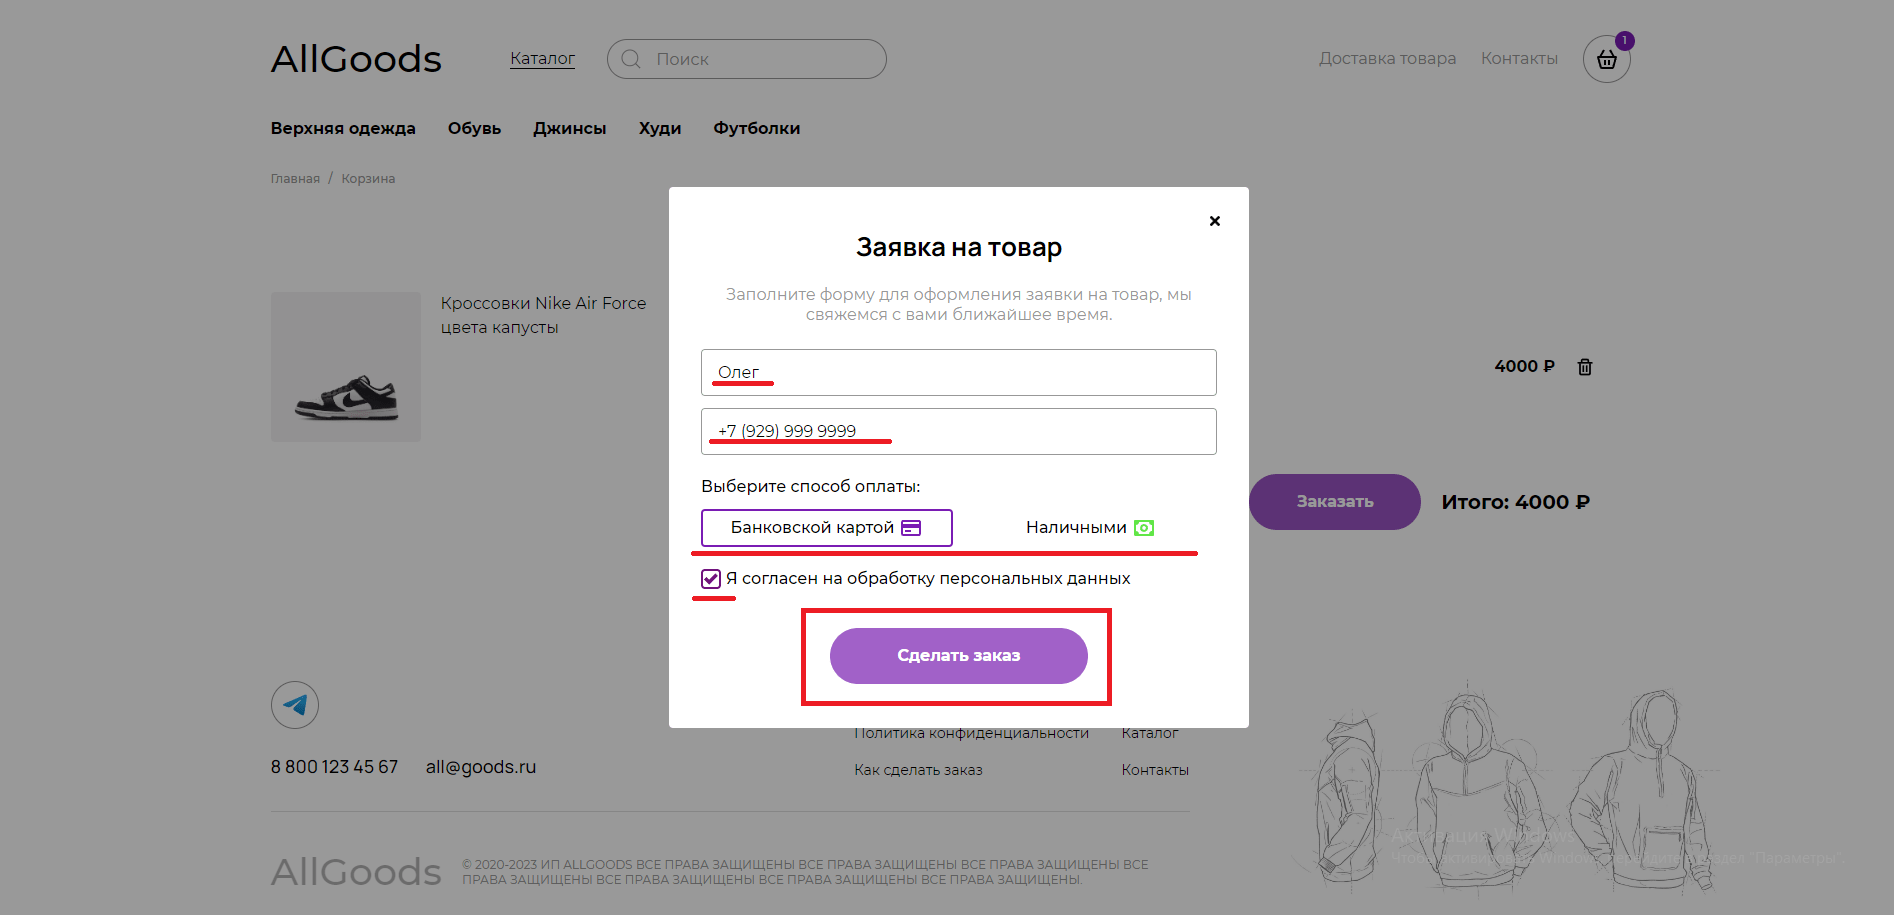 AllGoods
Каталог
Поиск
Доставка товара
Контакты
1
Верхняя одежда
Обувь
Джинсы
Худи
Футболки
Главная / Корзина
Заявка на товар
Заполните форму для оформления заявки на товар, мы
свяжемся с вами ближайшее время.
Кроссовки Nike Air Force
цвета капусты
Олег
4000 ₽
+7 (929) 999 9999
Выберите способ оплаты:
Заказать
Итого: 4000 ₽
Банковской картой
Наличными
Я согласен на обработку персональных данных
Сделать заказ
Политика конфиденциальности
Каталог
8 800 123 45 67
all@goods.ru
Как сделать заказ
Контакты
Активация Windows
Чтобы активировать Windows, перейдите в раздел "Параметры".
AllGoods
© 2020-2023 ИП ALLGOODS ВСЕ ПРАВА ЗАЩИЩЕНЫ ВСЕ ПРАВА ЗАЩИЩЕНЫ ВСЕ ПРАВА ЗАЩИЩЕНЫ ВСЕ
ПРАВА ЗАЩИЩЕНЫ ВСЕ ПРАВА ЗАЩИЩЕНЫ ВСЕ ПРАВА ЗАЩИЩЕНЫ ВСЕ ПРАВА ЗАЩИЩЕНЫ.